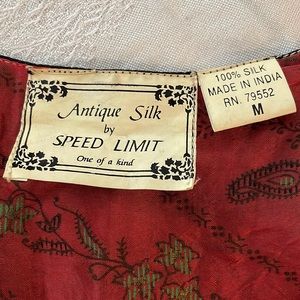 Antique Silk
by
SPEED LIMIT
One of a kind
100% SILK
MADE IN INDIA
RN. 79552
M